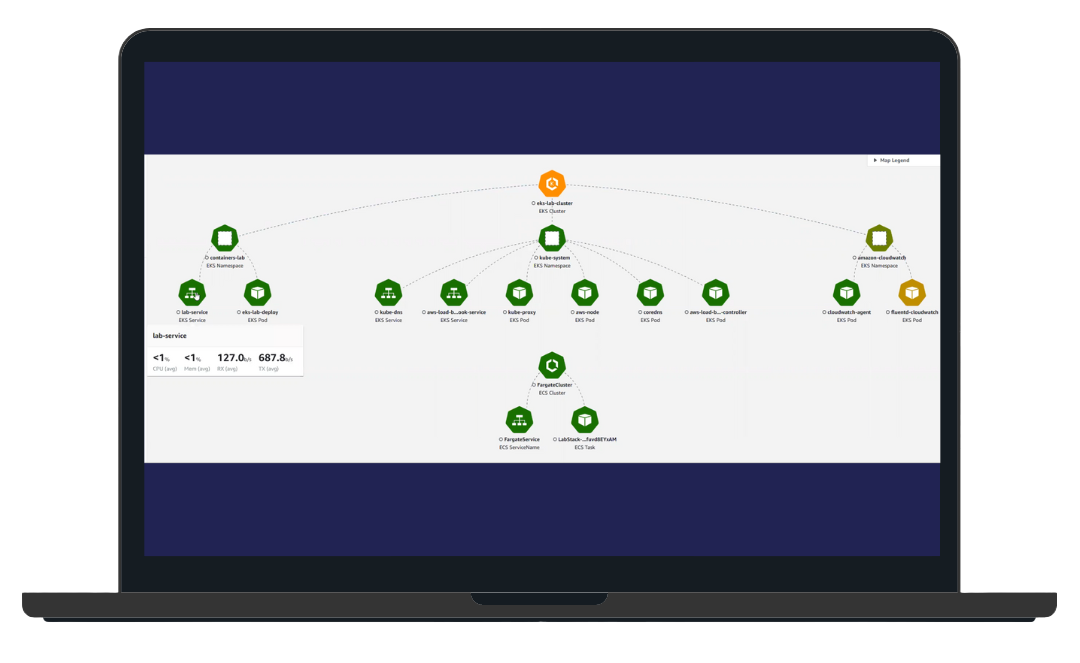 ▶ Map Legend
eks-lab-cluster
EKS Cluster
containers-lab
EKS Namespace
kube-system
EKS Namespace
amazon-cloudwatch
EKS Namespace
lab-service
EKS Service
eks-lab-deploy
EKS Pod
kube-dns
EKS Service
aws-load-b...ook-service
EKS Service
kube-proxy
EKS Pod
aws-node
EKS Pod
coredns
EKS Pod
aws-load-b...-controller
EKS Pod
cloudwatch-agent
EKS Pod
fluentd-cloudwatch
EKS Pod
lab-service
<1% <1% 127.0b/s 687.8b/s
CPU (avg) Mem (avg) RX (avg) TX (avg)
FargateCluster
ECS Cluster
FargateService
ECS ServiceName
ECS Task